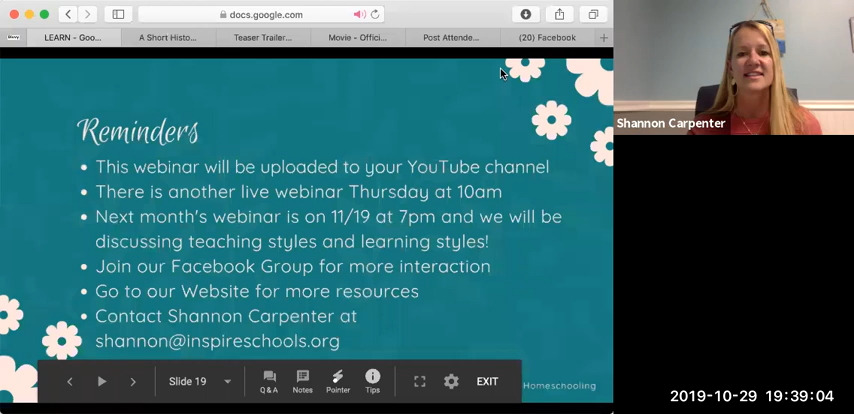 docs.google.com
LEARN - Goo...
A Short Histo...
Teaser Trailer...
Movie - Offici...
Post Attende...
(20) Facebook
Shannon Carpenter
Reminders
This webinar will be uploaded to your YouTube channel
There is another live webinar Thursday at 10am
Next month's webinar is on 11/19 at 7pm and we will be
discussing teaching styles and learning styles!
Join our Facebook Group for more interaction
Go to our Website for more resources
Contact Shannon Carpenter at
shannon@inspireschools.org
Slide 19
Q & A
Notes
Pointer
Tips
EXIT
Homeschooling
2019-10-29 19:39:04